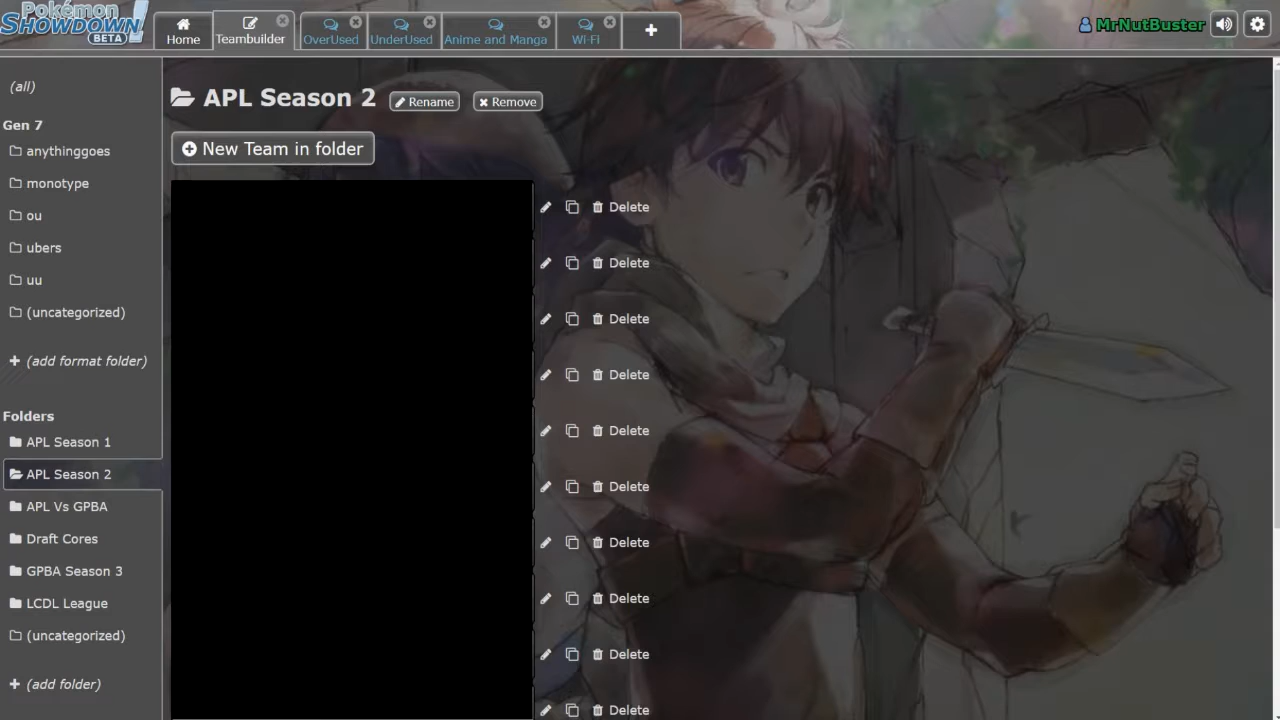 Pokémon
SHOWDOWN!
BETA
Home
Teambuilder
OverUsed
UnderUsed
Anime and Manga
Wi-Fi
MrNutBuster
(all)
Gen 7
anythinggoes
monotype
ou
ubers
uu
(uncategorized)
(add format folder)
Folders
APL Season 1
APL Season 2
APL Vs GPBA
Draft Cores
GPBA Season 3
LCDL League
(uncategorized)
(add folder)
APL Season 2
Rename
Remove
New Team in folder
Delete
Delete
Delete
Delete
Delete
Delete
Delete
Delete
Delete
Delete